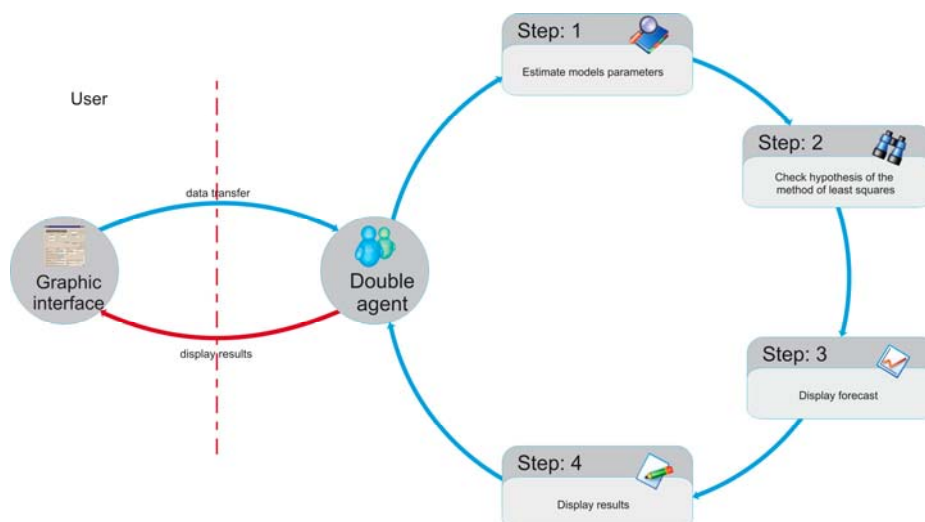 User
data transfer
Graphic
interface
display results
Double
agent
Step: 1
Estimate models parameters
Step: 2
Check hypothesis of the
method of least squares
Step: 3
Display forecast
Step: 4
Display results